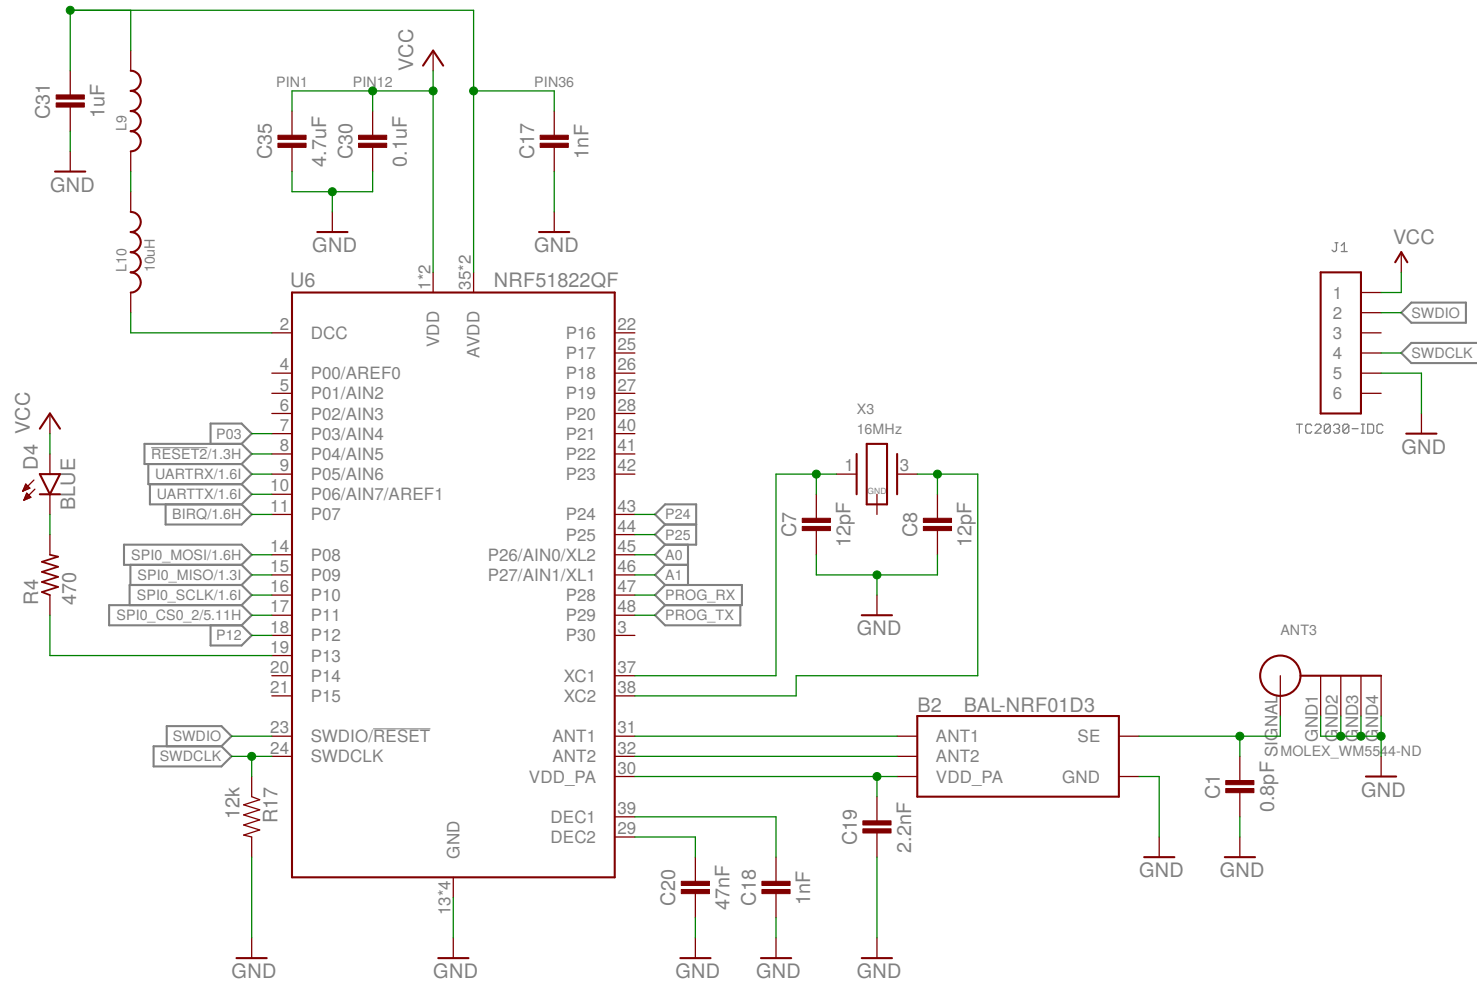 C31
1uF
GND
L9
L10
10uH
VCC
PIN1
PIN12
PIN36
C35
4.7uF
C30
0.1uF
C17
1nF
GND
GND
U6
1*2
35*2
NRF51822QF
2
DCC
VDD
AVDD
4
P00/AREF0
5
P01/AIN2
6
P02/AIN3
P03
7
P03/AIN4
RESET2/1.3H
8
P04/AIN5
UARTRX/1.6I
9
P05/AIN6
UARTTX/1.6I
10
P06/AIN7/AREF1
BIRQ/1.6H
11
P07
SPI0_MOSI/1.6H
14
P08
SPI0_MISO/1.3I
15
P09
SPI0_SCLK/1.6I
16
P10
SPI0_CS0_2/5.11H
17
P11
P12
18
P12
19
P13
20
P14
21
P15
SWDIO
23
SWDIO/RESET
SWDCLK
24
SWDCLK
VCC
D4
BLUE
R4
470
12k
R17
GND
GND
13*4
GND
P16
22
P17
25
P18
26
P19
27
P20
28
P21
40
P22
41
P23
42
P24
43
P24
P25
44
P25
P26/AIN0/XL2
45
A0
P27/AIN1/XL1
46
A1
P28
47
PROG_RX
P29
48
PROG_TX
P30
3
XC1
37
XC2
38
ANT1
31
ANT2
32
VDD_PA
30
DEC1
39
DEC2
29
C20
47nF
C18
1nF
GND
GND
X3
16MHz
1
3
GND
C7
12pF
C8
12pF
GND
B2
BAL-NRF01D3
ANT1
ANT2
VDD_PA
SE
GND
C19
2.2nF
GND
GND
C1
0.8pF
GND
ANT3
SIGNAL
GND1
GND2
GND3
GND4
MOLEX_WM5544-ND
GND
J1
VCC
1
2
SWDIO
3
4
SWDCLK
5
6
TC2030-IDC
GND